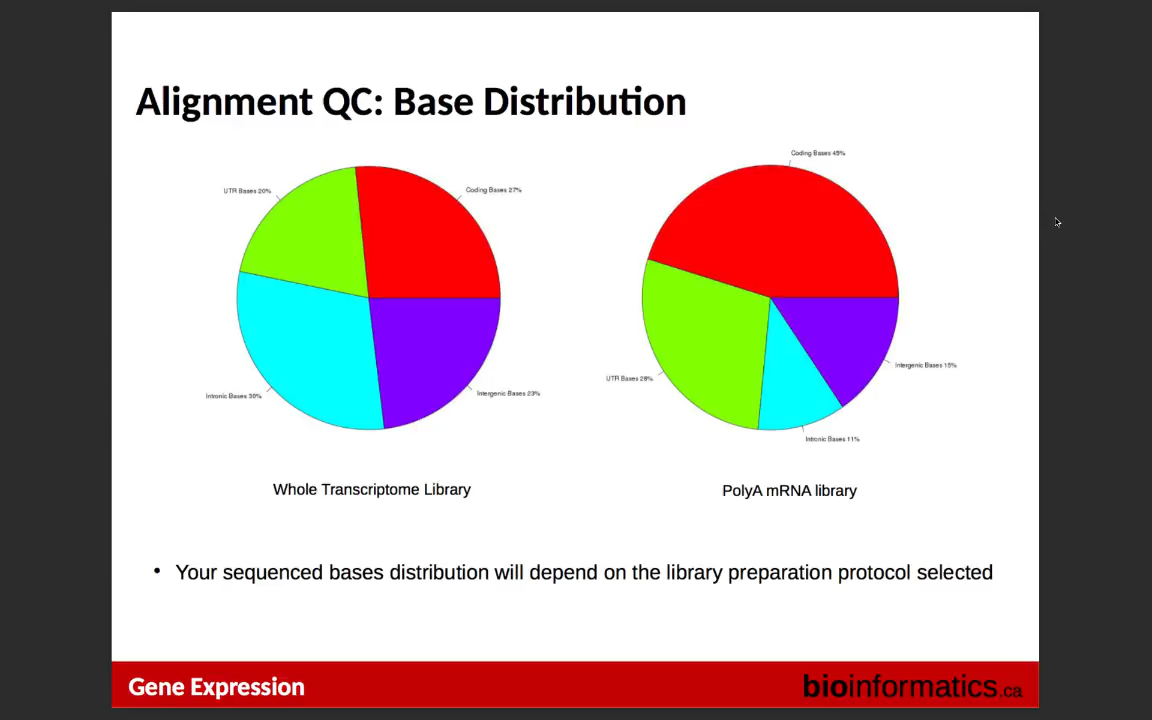 Alignment QC: Base Distribution
UTR Bases 20%
Coding Bases 27%
Intronic Bases 30%
Intergenic Bases 23%
Whole Transcriptome Library
Coding Bases 45%
UTR Bases 28%
Intergenic Bases 15%
Intronic Bases 11%
PolyA mRNA library
• Your sequenced bases distribution will depend on the library preparation protocol selected
Gene Expression
bioinformatics.ca